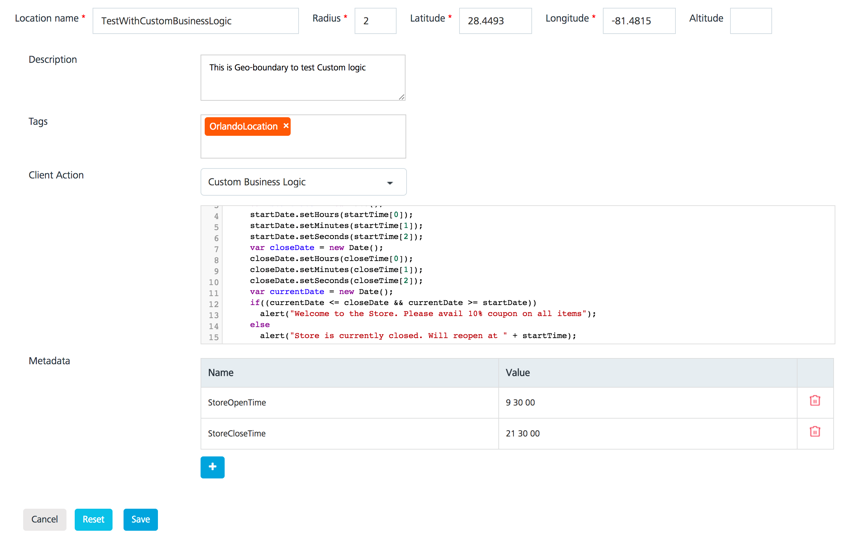 Location name * TestWithCustomBusinessLogic Radius * 2 Latitude * 28.4493 Longitude * -81.4815 Altitude
Description
This is Geo-boundary to test Custom logic
Tags
OrlandoLocation ×
Client Action
Custom Business Logic
4 startDate.setHours(startTime[0]);
5 startDate.setMinutes(startTime[1]);
6 startDate.setSeconds(startTime[2]);
7 var closeDate = new Date();
8 closeDate.setHours(closeTime[0]);
9 closeDate.setMinutes(closeTime[1]);
10 closeDate.setSeconds(closeTime[2]);
11 var currentDate = new Date();
12 if((currentDate <= closeDate && currentDate >= startDate))
13 alert("Welcome to the Store. Please avail 10% coupon on all items");
14 else
15 alert("Store is currently closed. Will reopen at " + startTime);
Metadata
Name Value
StoreOpenTime 9 30 00
StoreCloseTime 21 30 00
+
Cancel Reset Save